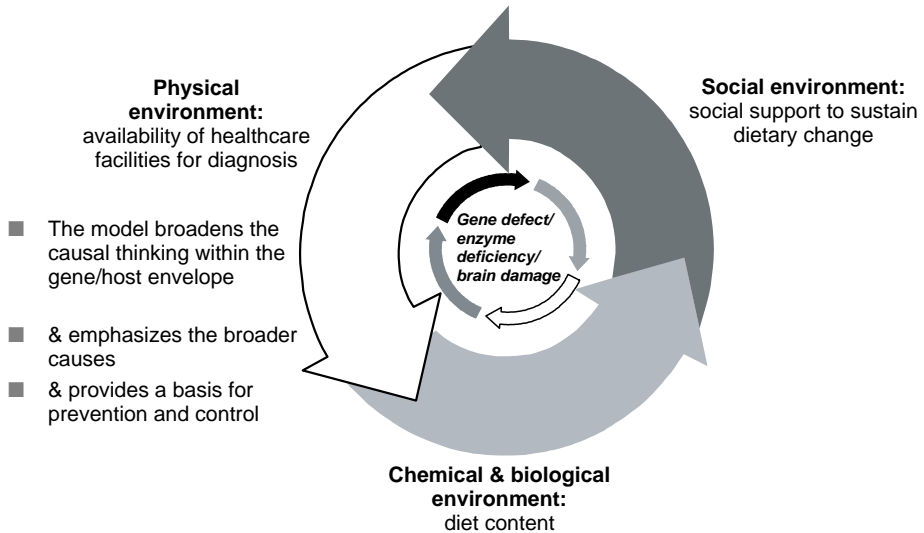 Physical
environment:
availability of healthcare
facilities for diagnosis
Social environment:
social support to sustain
dietary change
The model broadens the
causal thinking within the
gene/host envelope
& emphasizes the broader
causes
& provides a basis for
prevention and control
Gene defect/
enzyme
deficiency/
brain damage
Chemical & biological
environment:
diet content